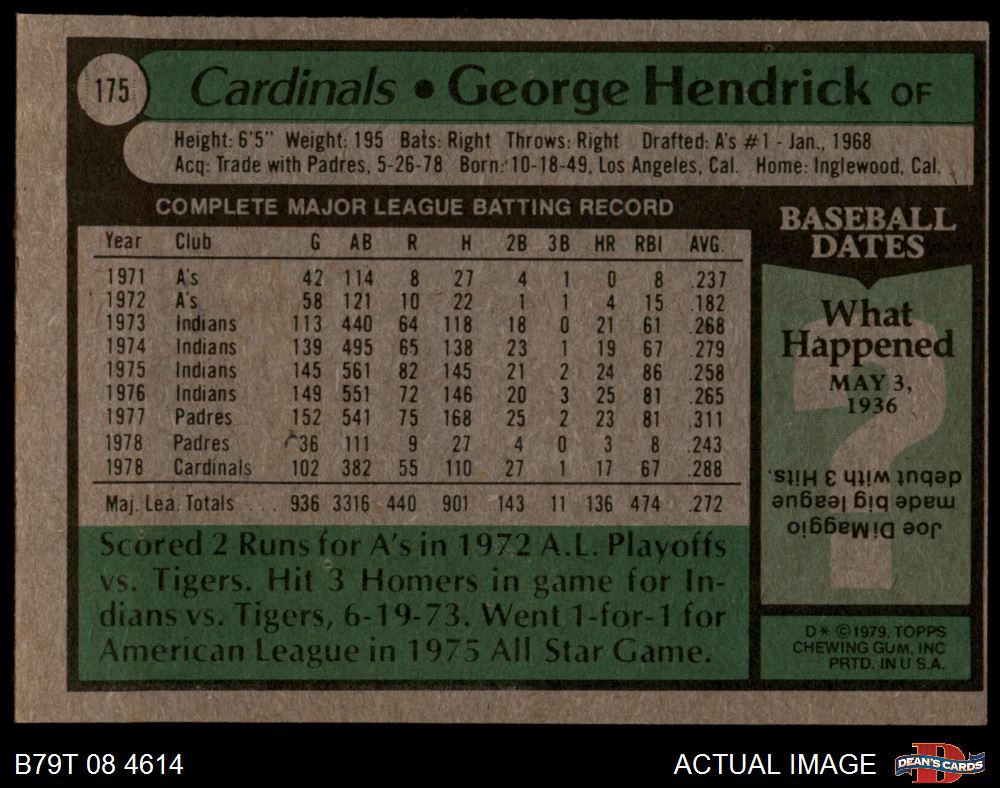 175
Cardinals • George Hendrick OF
Height: 6'5" Weight: 195 Bats: Right Throws: Right Drafted: A's #1 - Jan., 1968
Acq: Trade with Padres, 5-26-78 Born: 10-18-49, Los Angeles, Cal. Home: Inglewood, Cal.
COMPLETE MAJOR LEAGUE BATTING RECORD
Year Club G AB R H 2B 3B HR RBI AVG.
1971 A's 42 114 8 27 4 1 0 8 .237
1972 A's 58 121 10 22 1 1 4 15 .182
1973 Indians 113 440 64 118 18 0 21 61 .268
1974 Indians 139 495 65 138 23 1 19 67 .279
1975 Indians 145 561 82 145 21 2 24 86 .258
1976 Indians 149 551 72 146 20 3 25 81 .265
1977 Padres 152 541 75 168 25 2 23 81 .311
1978 Padres 36 111 9 27 4 0 3 8 .243
1978 Cardinals 102 382 55 110 27 1 17 67 .288
Maj. Lea. Totals . . . 936 3316 440 901 143 11 136 474 .272
Scored 2 Runs for A's in 1972 A.L. Playoffs
vs. Tigers. Hit 3 Homers in game for In-
dians vs. Tigers, 6-19-73. Went 1-for-1 for
American League in 1975 All Star Game.
BASEBALL
DATES
What
Happened
MAY 3,
1936
Joe DiMaggio
made big league
debut with 3 Hits.
D* ©1979, TOPPS
CHEWING GUM, INC
PRTD. IN U.S.A.
B79T 08 4614
ACTUAL IMAGE
DEAN'S CARDS